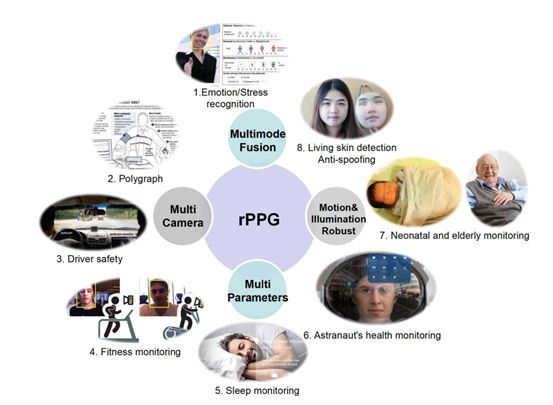 1.Emotion/Stress
recognition
Multimode
Fusion
8. Living skin detection
Anti-spoofing
2. Polygraph
Multi
Camera
rPPG
Motion&
Illumination
Robust
7. Neonatal and elderly monitoring
3. Driver safety
Multi
Parameters
6. Astranaut's health monitoring
4. Fitness monitoring
5. Sleep monitoring